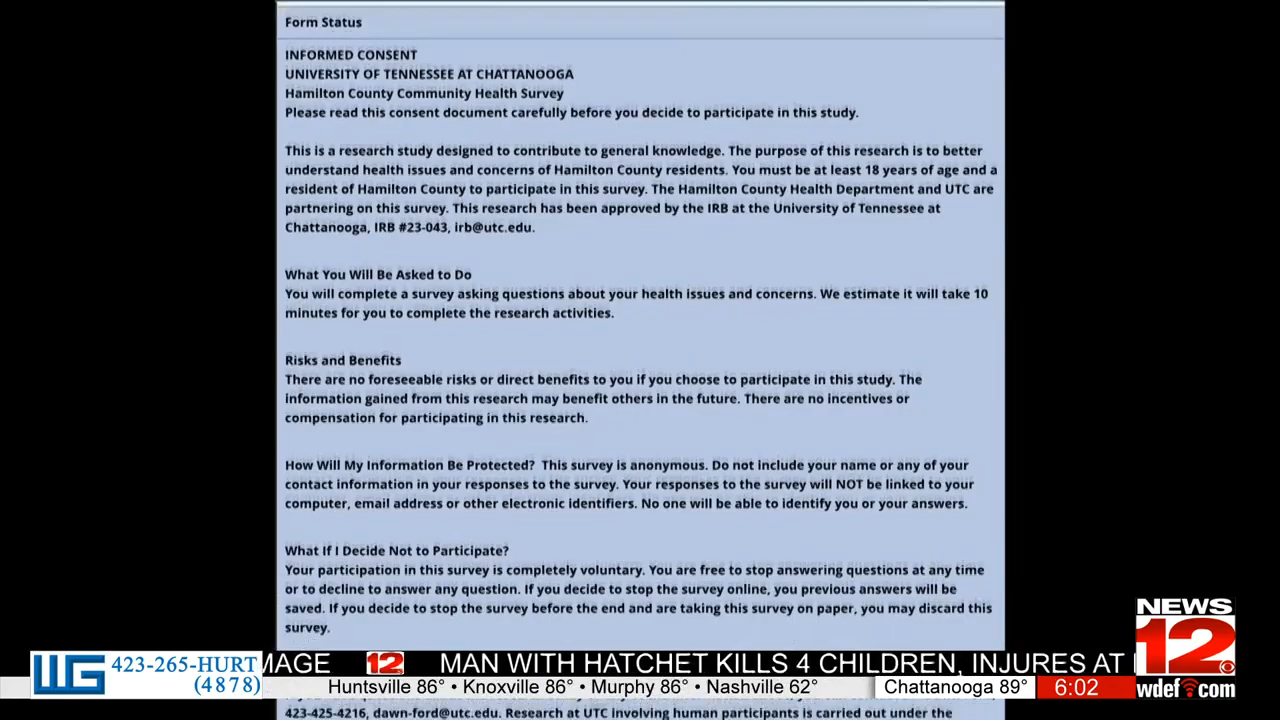 Form Status
INFORMED CONSENT
UNIVERSITY OF TENNESSEE AT CHATTANOOGA
Hamilton County Community Health Survey
Please read this consent document carefully before you decide to participate in this study.
This is a research study designed to contribute to general knowledge. The purpose of this research is to better
understand health issues and concerns of Hamilton County residents. You must be at least 18 years of age and a
resident of Hamilton County to participate in this survey. The Hamilton County Health Department and UTC are
partnering on this survey. This research has been approved by the IRB at the University of Tennessee at
Chattanooga, IRB #23-043, irb@utc.edu.
What You Will Be Asked to Do
You will complete a survey asking questions about your health issues and concerns. We estimate it will take 10
minutes for you to complete the research activities.
Risks and Benefits
There are no foreseeable risks or direct benefits to you if you choose to participate in this study. The
information gained from this research may benefit others in the future. There are no incentives or
compensation for participating in this research.
How Will My Information Be Protected? This survey is anonymous. Do not include your name or any of your
contact information in your responses to the survey. Your responses to the survey will NOT be linked to your
computer, email address or other electronic identifiers. No one will be able to identify you or your answers.
What If I Decide Not to Participate?
Your participation in this survey is completely voluntary. You are free to stop answering questions at any time
or to decline to answer any question. If you decide to stop the survey online, you previous answers will be
saved. If you decide to stop the survey before the end and are taking this survey on paper, you may discard this
survey.
NEWS
12
wdef.com
WG 423-265-HURT
(4878)
MAGE 12 MAN WITH HATCHET KILLS 4 CHILDREN, INJURES AT
Huntsville 86° • Knoxville 86° • Murphy 86° • Nashville 62° Chattanooga 89° 6:02
423-425-4216, dawn-ford@utc.edu. Research at UTC involving human participants is carried out under the